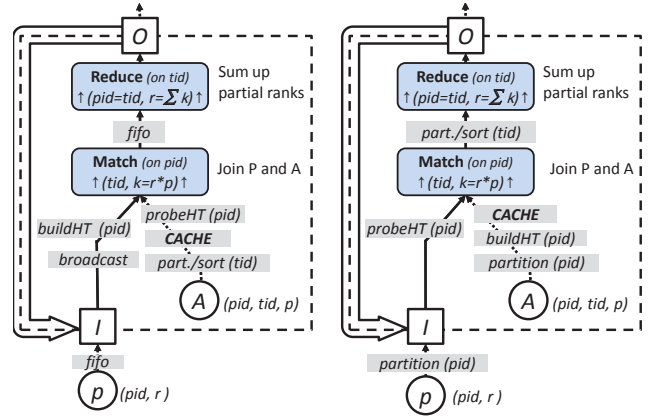 O
Reduce (on tid)
↑(pid=tid, r=∑ k)↑
Sum up
partial ranks
fifo
Match (on pid)
↑(tid, k=r*p)↑
Join P and A
probeHT (pid)
buildHT (pid)
CACHE
broadcast
part./sort (tid)
A
(pid, tid, p)
I
fifo
p
(pid, r )
O
Reduce (on tid)
↑(pid=tid, r=∑ k)↑
Sum up
partial ranks
part./sort (tid)
Match (on pid)
↑(tid, k=r*p)↑
Join P and A
CACHE
probeHT (pid)
buildHT (pid)
partition (pid)
A
(pid, tid, p)
I
partition (pid)
p
(pid, r )